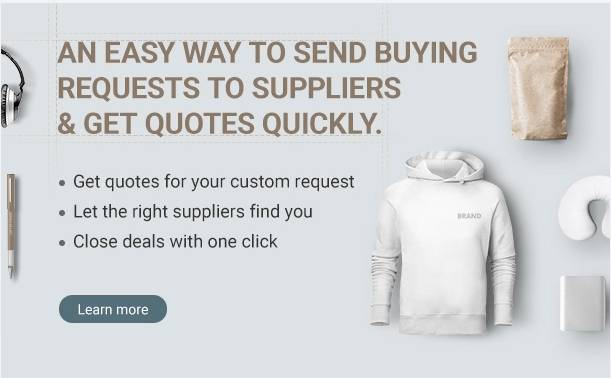 AN EASY WAY TO SEND BUYING
REQUESTS TO SUPPLIERS
& GET QUOTES QUICKLY.
Get quotes for your custom request
Let the right suppliers find you
Close deals with one click
BRAND
Learn more